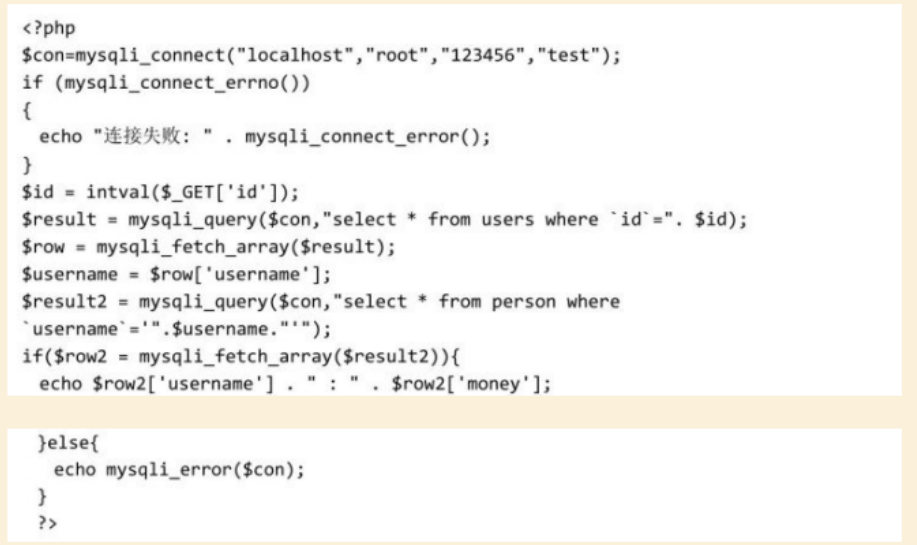 <?php
$con=mysqli_connect("localhost","root","123456","test");
if (mysqli_connect_errno())
{
echo "连接失败: " . mysqli_connect_error();
}
$id = intval($_GET['id']);
$result = mysqli_query($con,"select * from users where `id`=". $id);
$row = mysqli_fetch_array($result);
$username = $row['username'];
$result2 = mysqli_query($con,"select * from person where
`username`='".$username."'");
if($row2 = mysqli_fetch_array($result2)){
echo $row2['username'] . " : " . $row2['money'];
}else{
echo mysqli_error($con);
}
?>